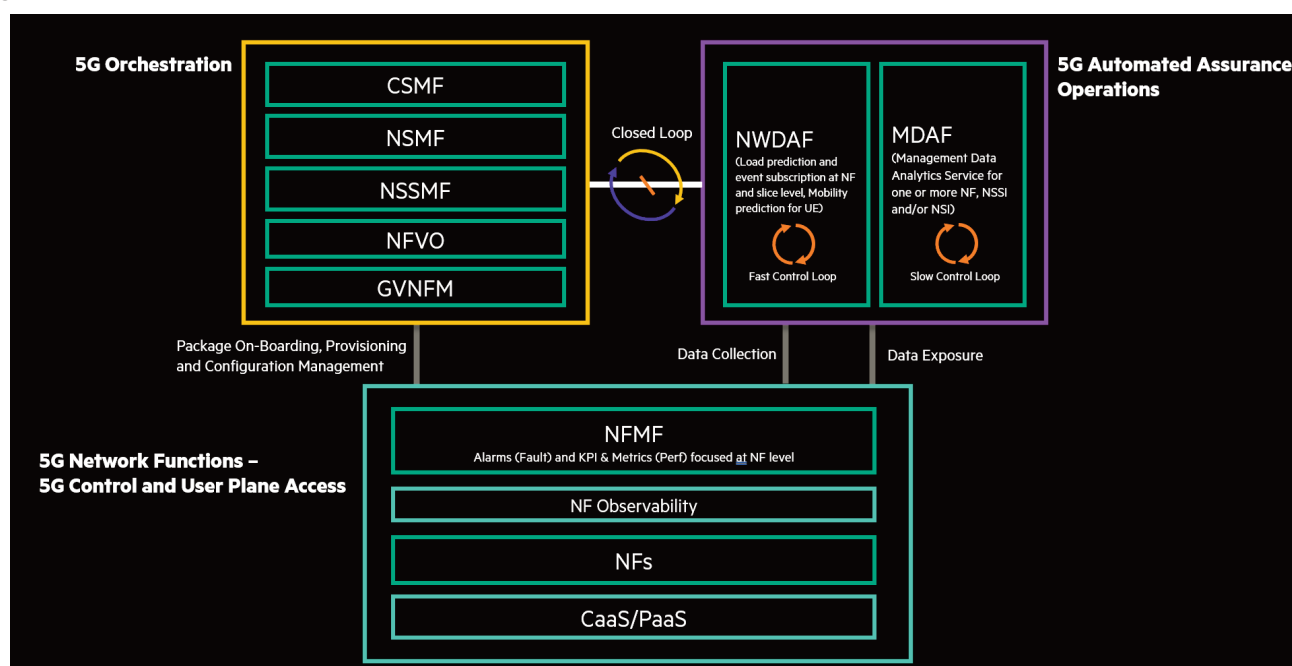 5G Orchestration
CSMF
NSMF
NSSMF
NFVO
GVNFM
Closed Loop
5G Automated Assurance
Operations
NWDAF
(Load prediction and
event subscription at NF
and slice level, Mobility
prediction for UE)
Fast Control Loop
MDAF
(Management Data
Analytics Service for
one or more NF, NSSI
and/or NSI)
Slow Control Loop
Package On-Boarding, Provisioning
and Configuration Management
Data Collection
Data Exposure
5G Network Functions –
5G Control and User Plane Access
NFMF
Alarms (Fault) and KPI & Metrics (Perf) focused at NF level
NF Observability
NFs
CaaS/PaaS